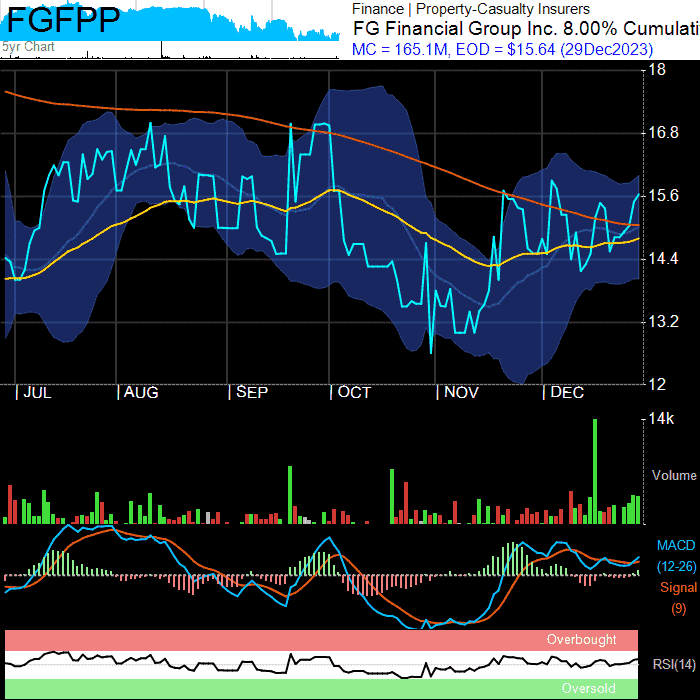 FGFPP
5yr Chart
Finance | Property-Casualty Insurers
FG Financial Group Inc. 8.00% Cumulati
MC = 165.1M, EOD = $15.64 (29Dec2023)
18
16.8
15.6
14.4
13.2
12
JUL AUG SEP OCT NOV DEC
14k
Volume
MACD
(12-26)
Signal
(9)
Overbought
RSI(14)
Oversold